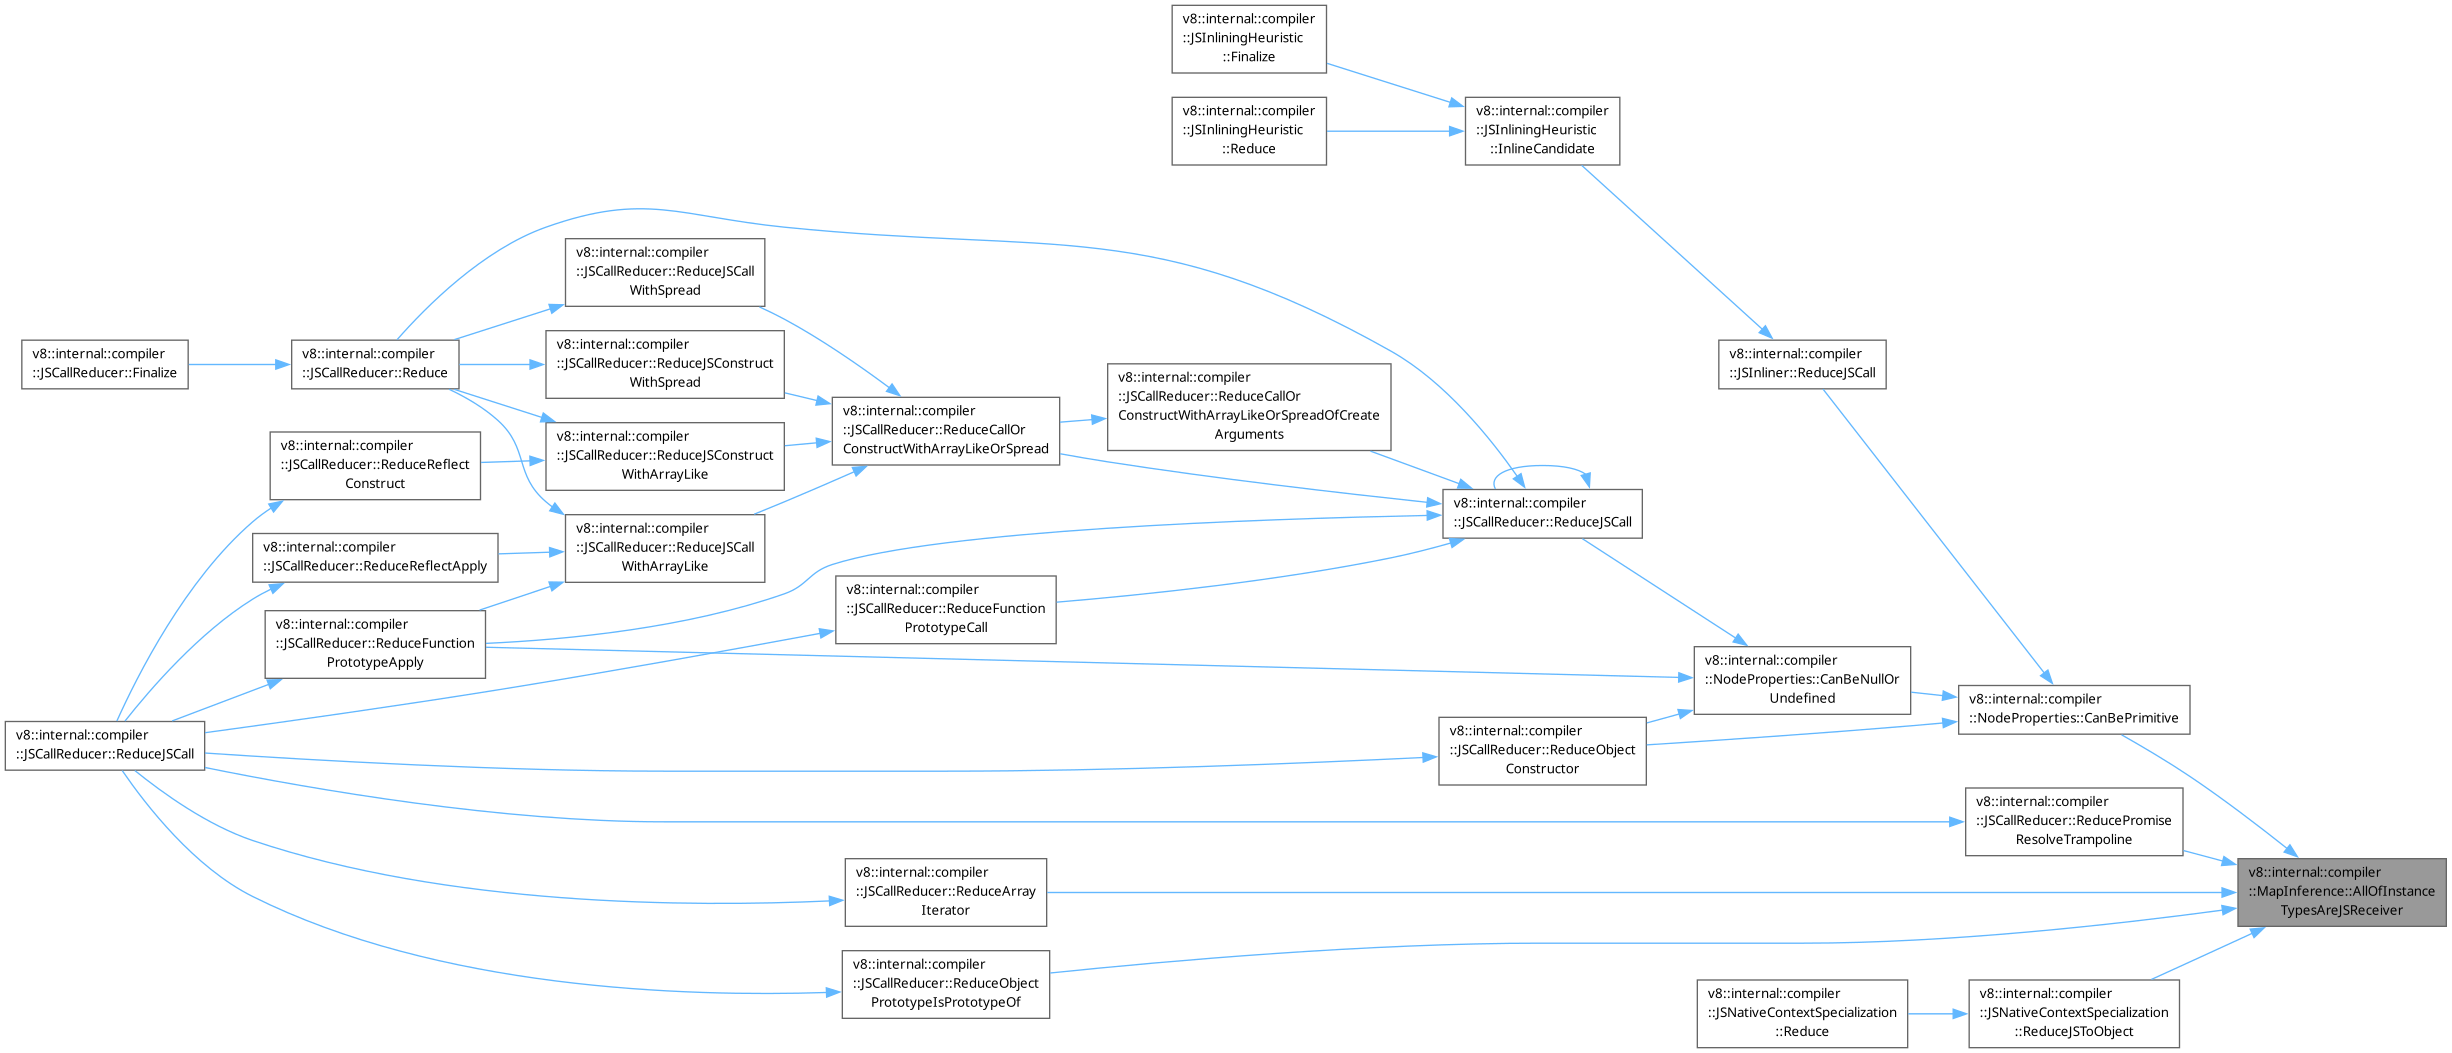 v8::internal::compiler
::JSInliningHeuristic
::Finalize
v8::internal::compiler
::JSInliningHeuristic
::Reduce
v8::internal::compiler
::JSInliningHeuristic
::InlineCandidate
v8::internal::compiler
::JSCallReducer::ReduceJSCall
WithSpread
v8::internal::compiler
::JSCallReducer::Finalize
v8::internal::compiler
::JSCallReducer::Reduce
v8::internal::compiler
::JSCallReducer::ReduceJSConstruct
WithSpread
v8::internal::compiler
::JSInliner::ReduceJSCall
v8::internal::compiler
::JSCallReducer::ReduceCallOr
ConstructWithArrayLikeOrSpreadOfCreate
Arguments
v8::internal::compiler
::JSCallReducer::ReduceCallOr
ConstructWithArrayLikeOrSpread
v8::internal::compiler
::JSCallReducer::ReduceReflect
Construct
v8::internal::compiler
::JSCallReducer::ReduceJSConstruct
WithArrayLike
v8::internal::compiler
::JSCallReducer::ReduceJSCall
v8::internal::compiler
::JSCallReducer::ReduceReflectApply
v8::internal::compiler
::JSCallReducer::ReduceJSCall
WithArrayLike
v8::internal::compiler
::JSCallReducer::ReduceFunction
PrototypeCall
v8::internal::compiler
::JSCallReducer::ReduceFunction
PrototypeApply
v8::internal::compiler
::NodeProperties::CanBeNullOr
Undefined
v8::internal::compiler
::NodeProperties::CanBePrimitive
v8::internal::compiler
::JSCallReducer::ReduceJSCall
v8::internal::compiler
::JSCallReducer::ReduceObject
Constructor
v8::internal::compiler
::JSCallReducer::ReducePromise
ResolveTrampoline
v8::internal::compiler
::JSCallReducer::ReduceArray
Iterator
v8::internal::compiler
::MapInference::AllOfInstance
TypesAreJSReceiver
v8::internal::compiler
::JSCallReducer::ReduceObject
PrototypeIsPrototypeOf
v8::internal::compiler
::JSNativeContextSpecialization
::Reduce
v8::internal::compiler
::JSNativeContextSpecialization
::ReduceJSToObject